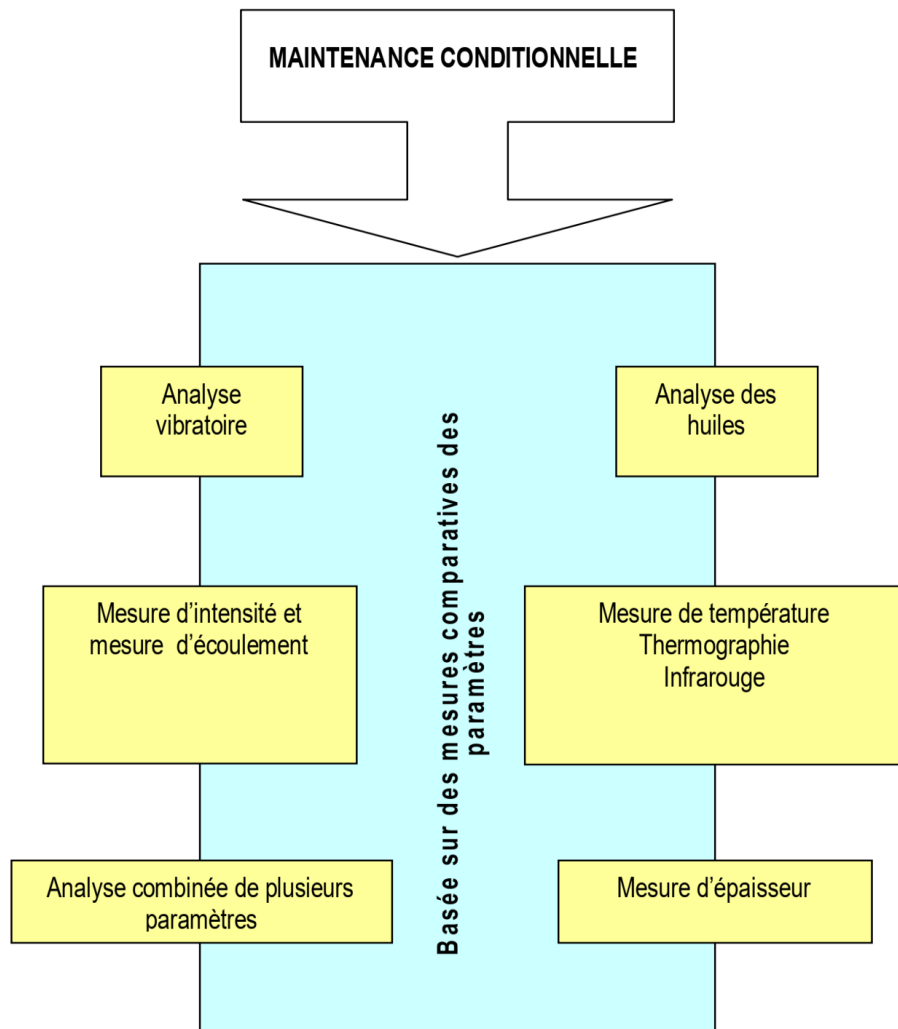 MAINTENANCE CONDITIONNELLE
Analyse
vibratoire
Analyse des
huiles
Mesure d’intensité et
mesure d’écoulement
Mesure de température
Thermographie
Infrarouge
Analyse combinée de plusieurs
paramètres
Mesure d’épaisseur
Basée sur des mesures comparatives des
paramètres